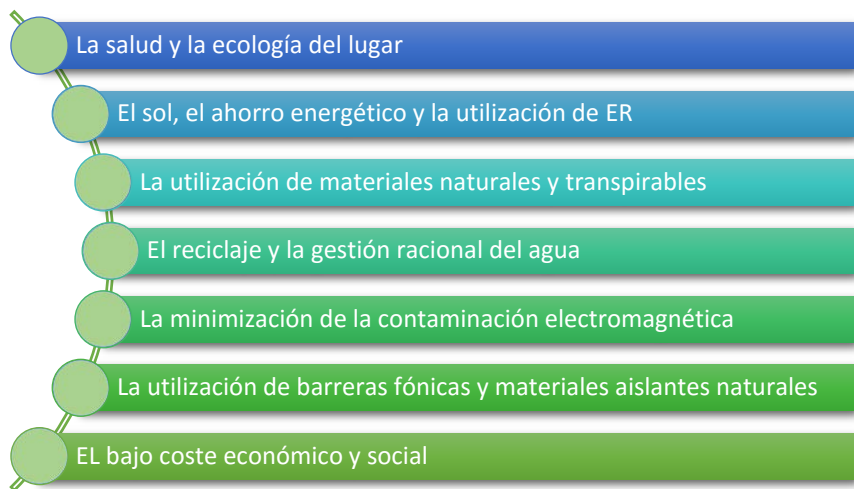 La salud y la ecología del lugar
El sol, el ahorro energético y la utilización de ER
La utilización de materiales naturales y transpirables
El reciclaje y la gestión racional del agua
La minimización de la contaminación electromagnética
La utilización de barreras fónicas y materiales aislantes naturales
EL bajo coste económico y social